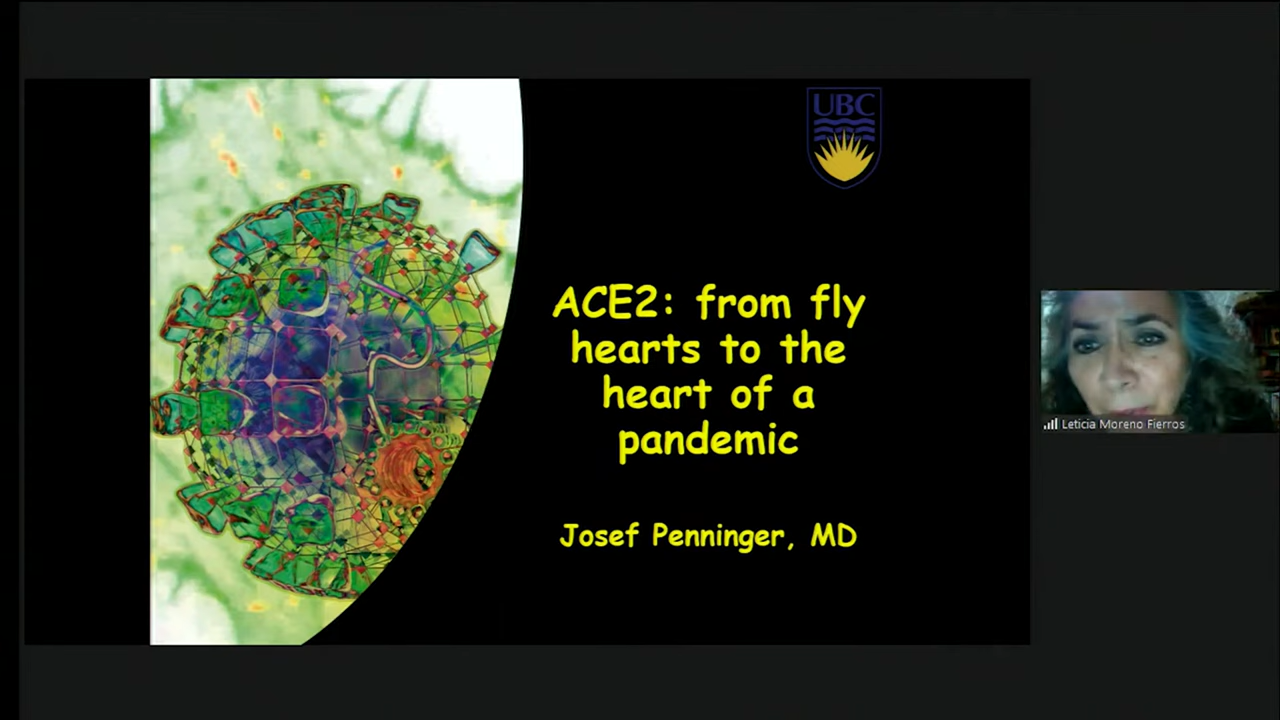 UBC
ACE2: from fly
hearts to the
heart of a
pandemic
Josef Penninger, MD
Leticia Moreno Fierros